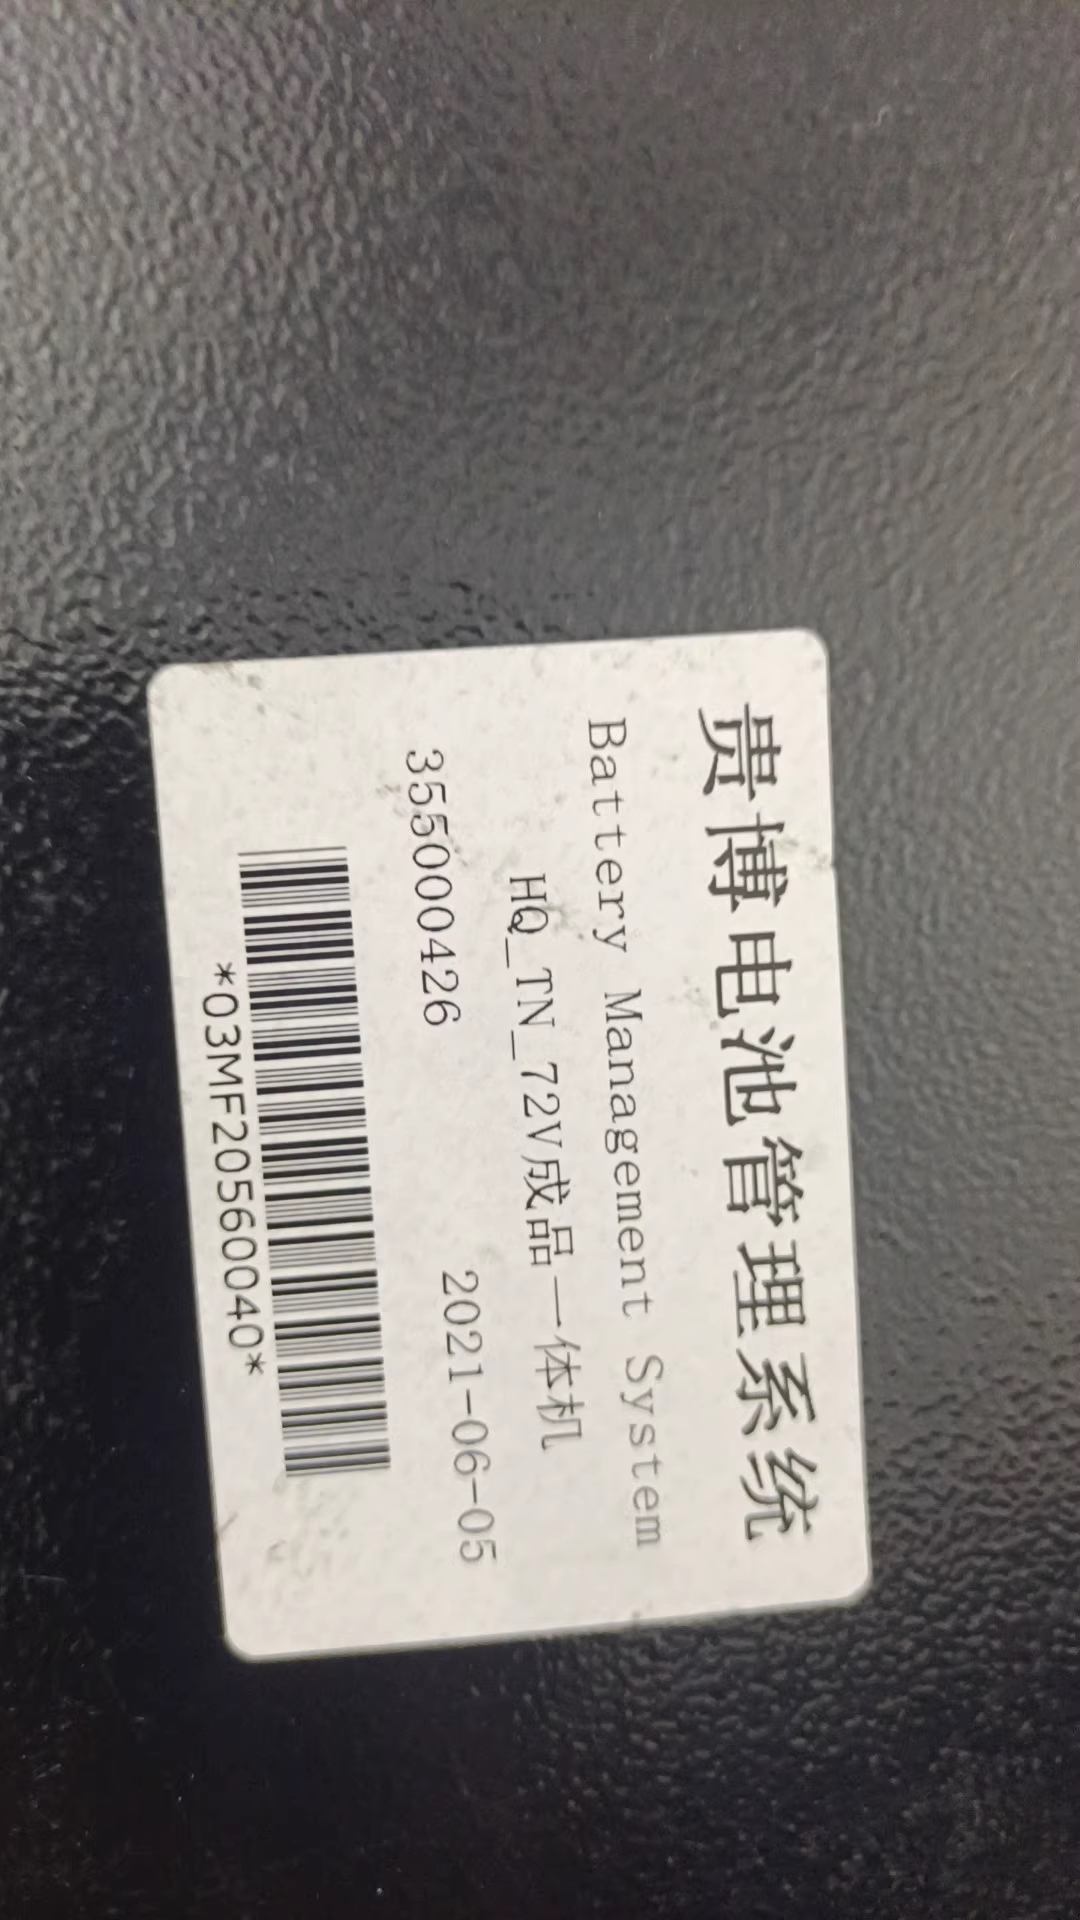 贵博电池管理系统
Battery Management System
HQ_TN_72V成品一体机
355000426 2021-06-05
*03MF20560040*